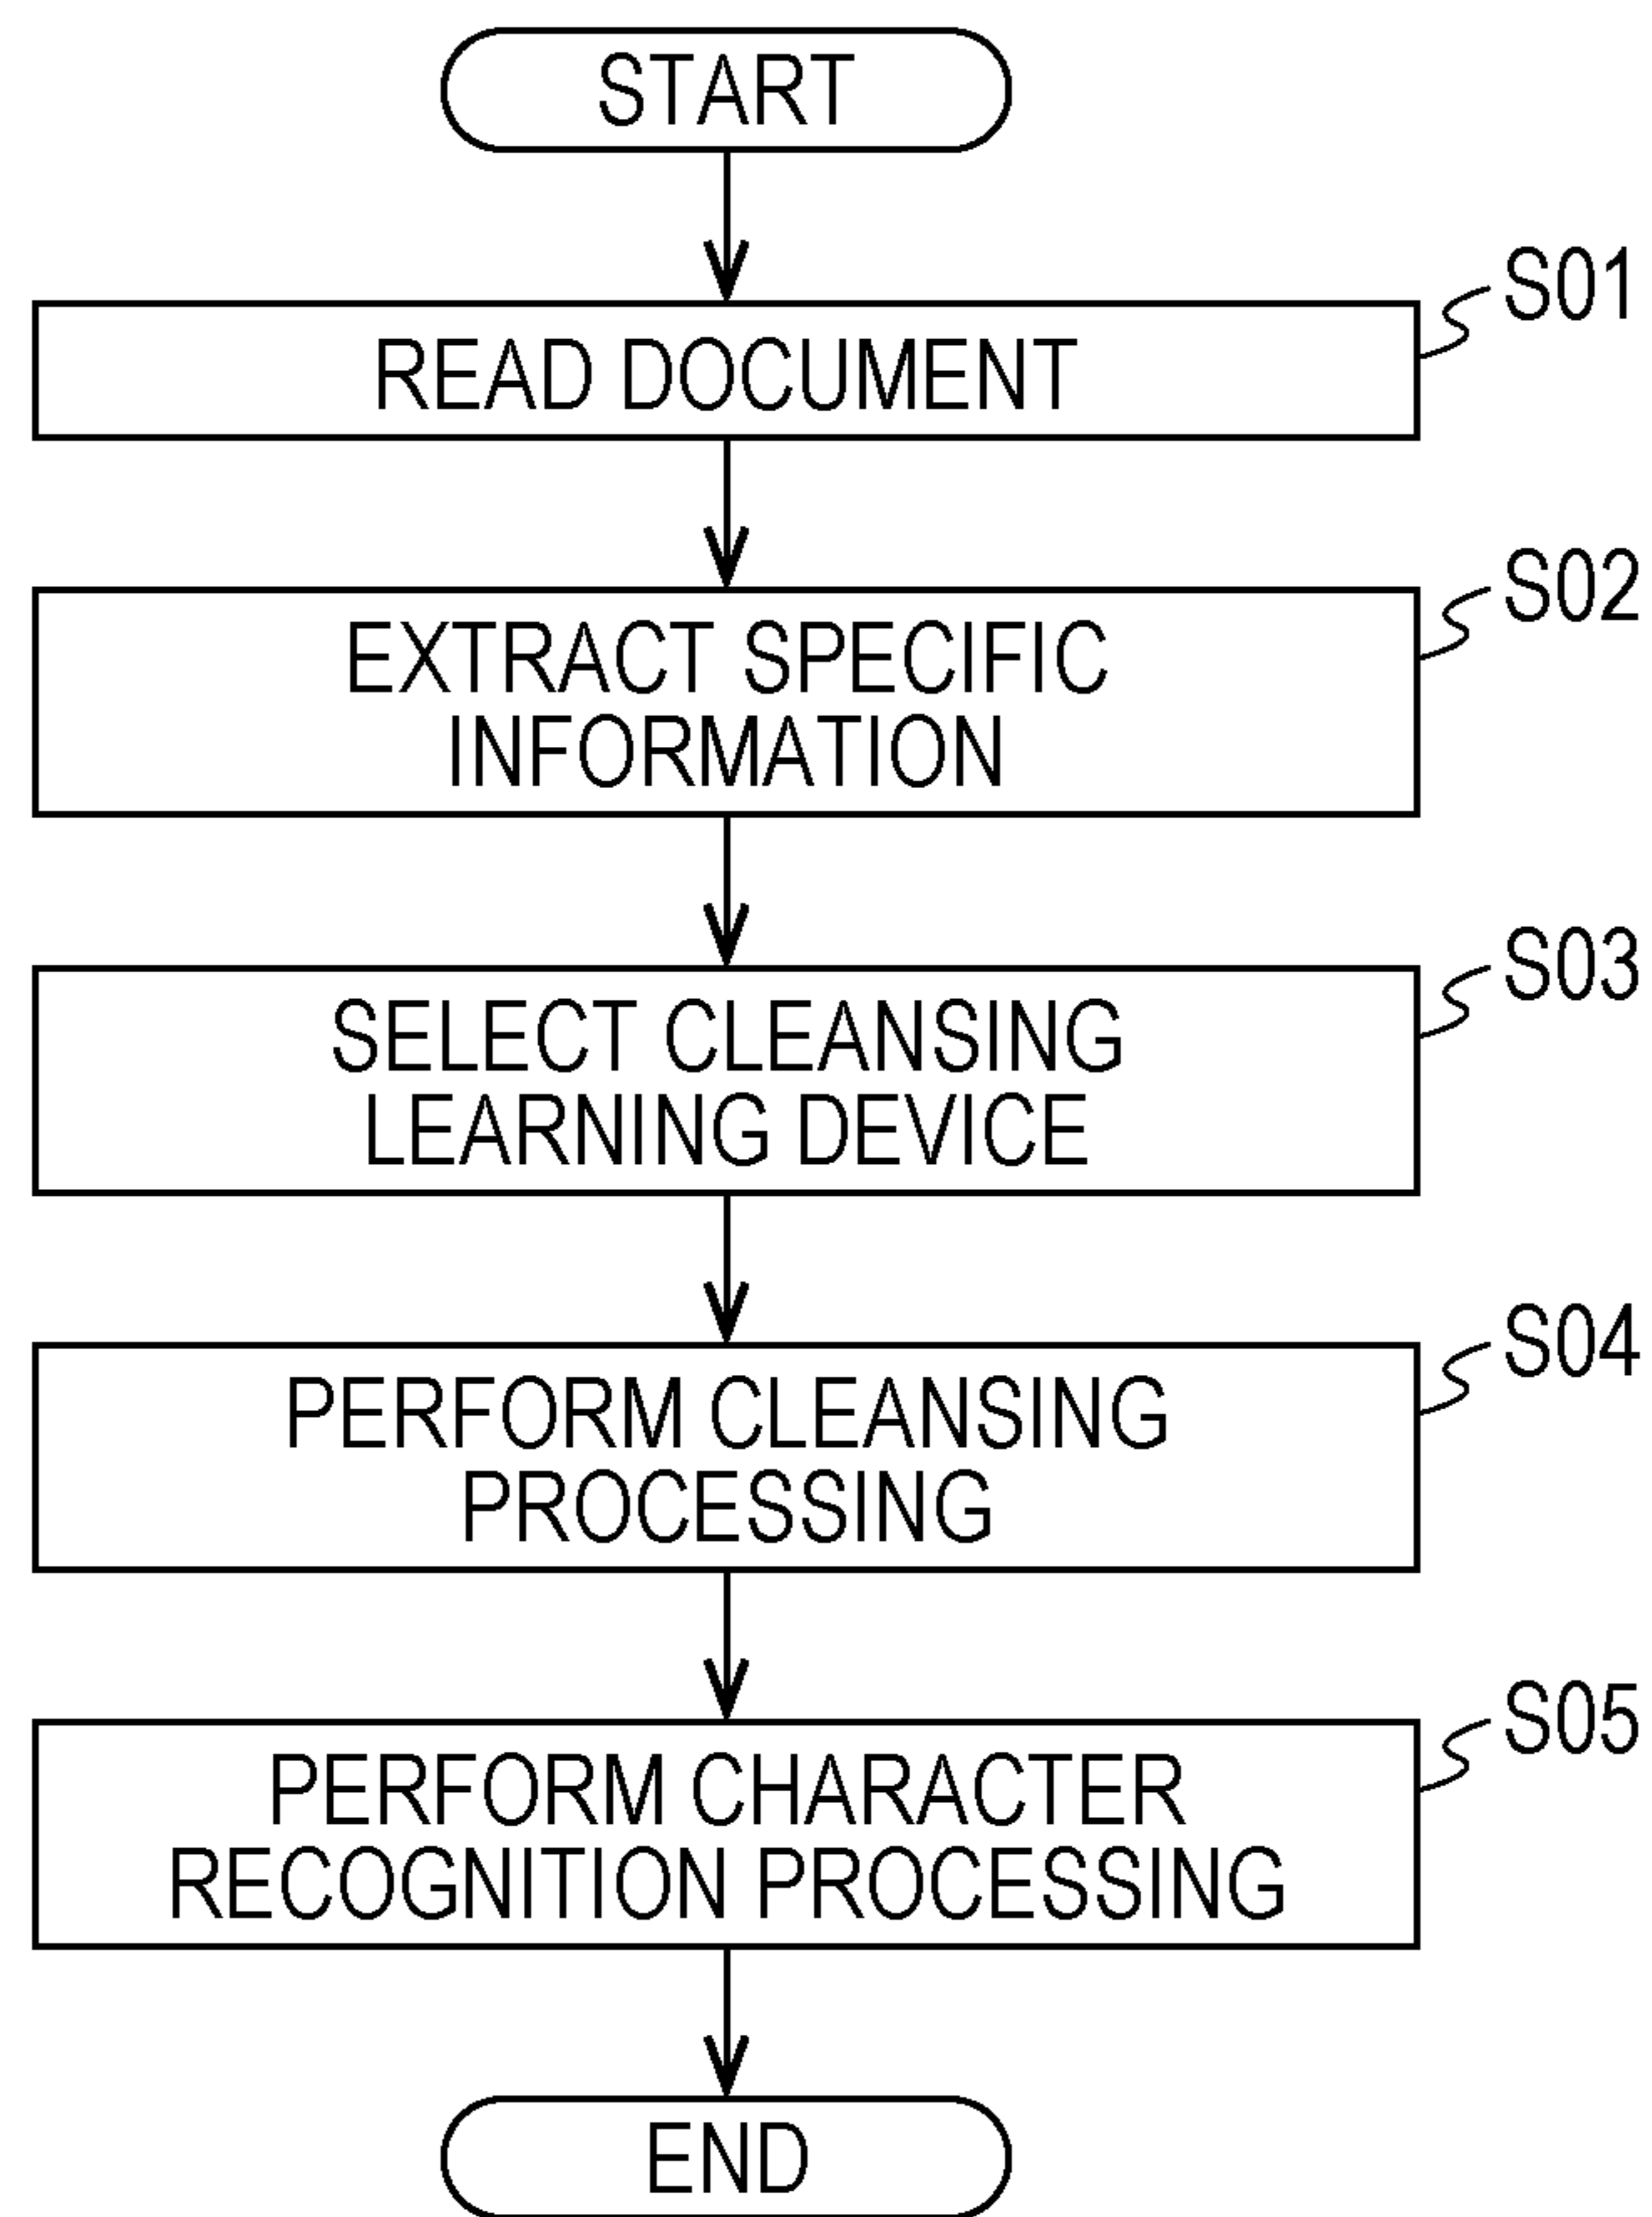 START
READ DOCUMENT
S01
EXTRACT SPECIFIC
INFORMATION
S02
SELECT CLEANSING
LEARNING DEVICE
S03
PERFORM CLEANSING
PROCESSING
S04
PERFORM CHARACTER
RECOGNITION PROCESSING
S05
END